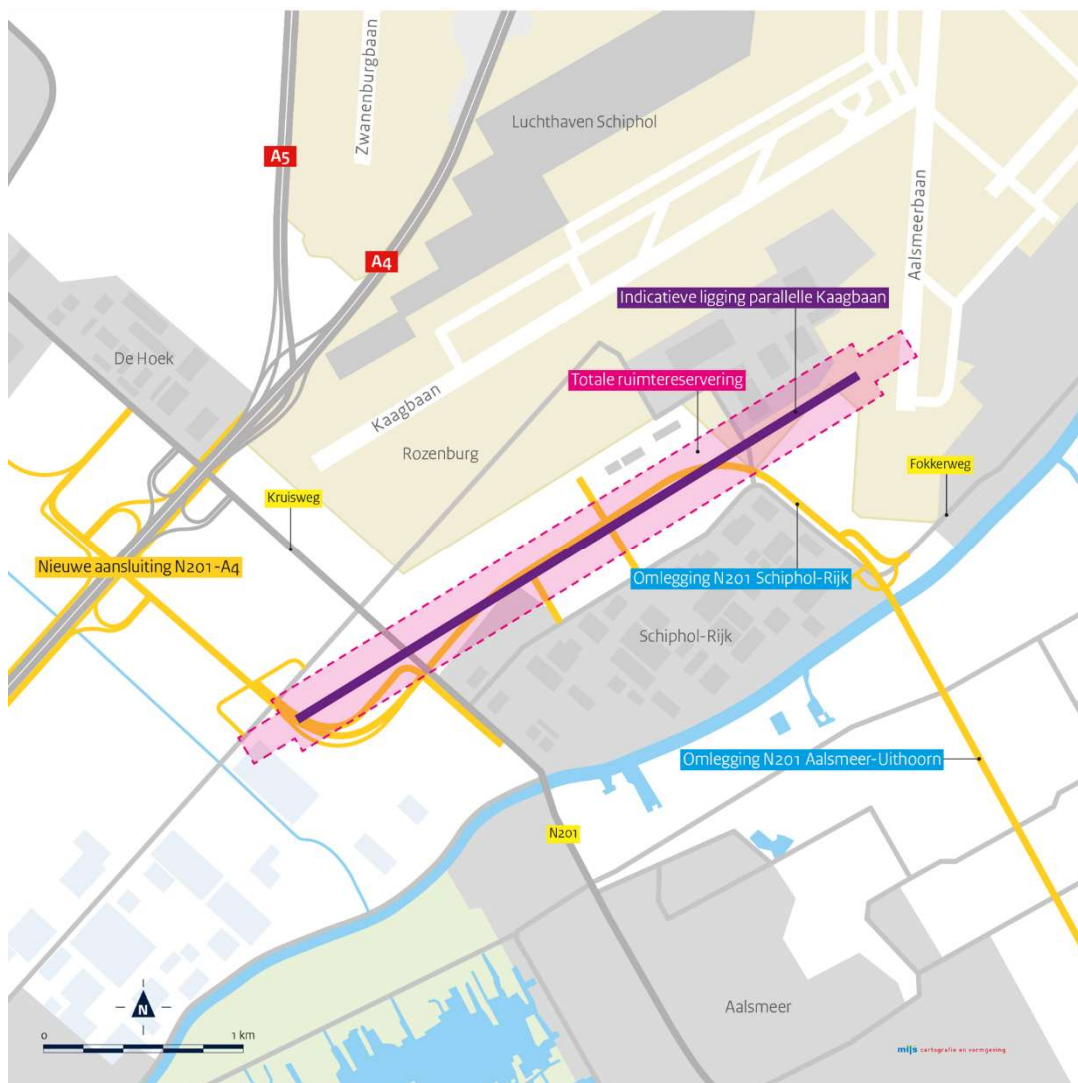 Zwanenburgbaan
Luchthaven Schiphol
A5
Aalsmeerbaan
A4
Indicatieve ligging parallelle Kaagbaan
De Hoek
Totale ruimtereservering
Kaagbaan
Rozenburg
Fokkerweg
Kruisweg
Nieuwe aansluiting N201-A4
Omlegging N201 Schiphol-Rijk
Schiphol-Rijk
Omlegging N201 Aalsmeer-Uithoorn
N201
N
Aalsmeer
0 1 km
mijs cartografie en vormgeving